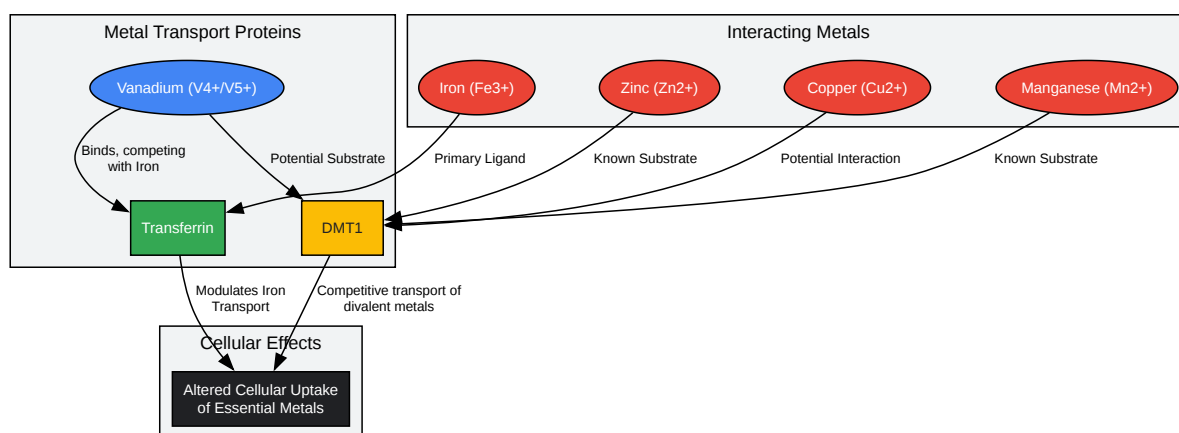 Metal Transport Proteins
Interacting Metals
Vanadium (V4+/V5+)
Iron (Fe3+)
Zinc (Zn2+)
Copper (Cu2+)
Manganese (Mn2+)
Binds, competing
with Iron
Potential Substrate
Primary Ligand
Known Substrate
Potential Interaction
Known Substrate
Transferrin
DMT1
Modulates Iron
Transport
Competitive transport of
divalent metals
Cellular Effects
Altered Cellular Uptake
of Essential Metals